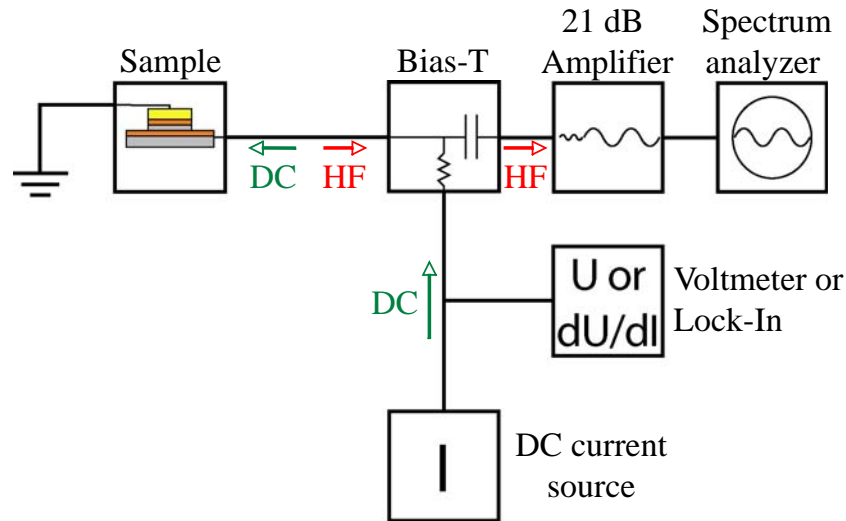 Sample
Bias-T
21 dB
Amplifier
Spectrum
analyzer
DC
HF
HF
DC
U or
dU/dI
Voltmeter or
Lock-In
I
DC current
source